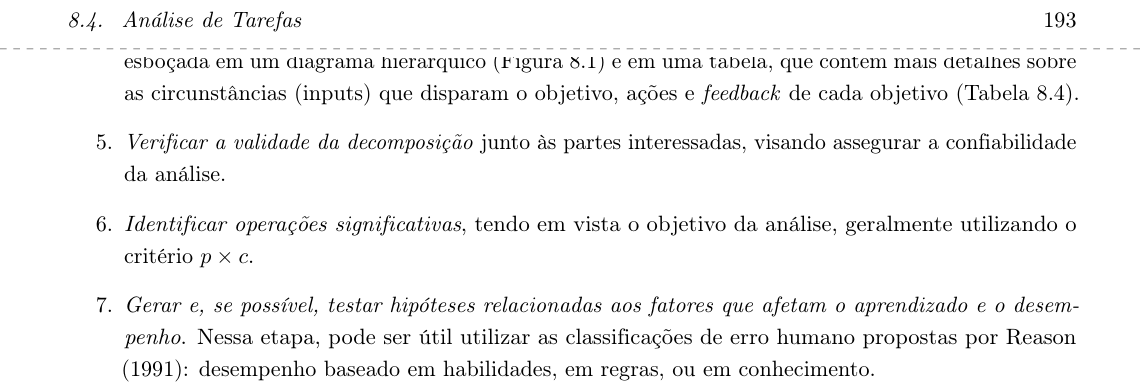 8.4. Análise de Tarefas 193
esboçada em um diagrama hierárquico (Figura 8.1) e em uma tabela, que contém mais detalhes sobre
as circunstâncias (inputs) que disparam o objetivo, ações e feedback de cada objetivo (Tabela 8.4).
5. Verificar a validade da decomposição junto às partes interessadas, visando assegurar a confiabilidade
da análise.
6. Identificar operações significativas, tendo em vista o objetivo da análise, geralmente utilizando o
critério p × c.
7. Gerar e, se possível, testar hipóteses relacionadas aos fatores que afetam o aprendizado e o desem-
penho. Nessa etapa, pode ser útil utilizar as classificações de erro humano propostas por Reason
(1991): desempenho baseado em habilidades, em regras, ou em conhecimento.